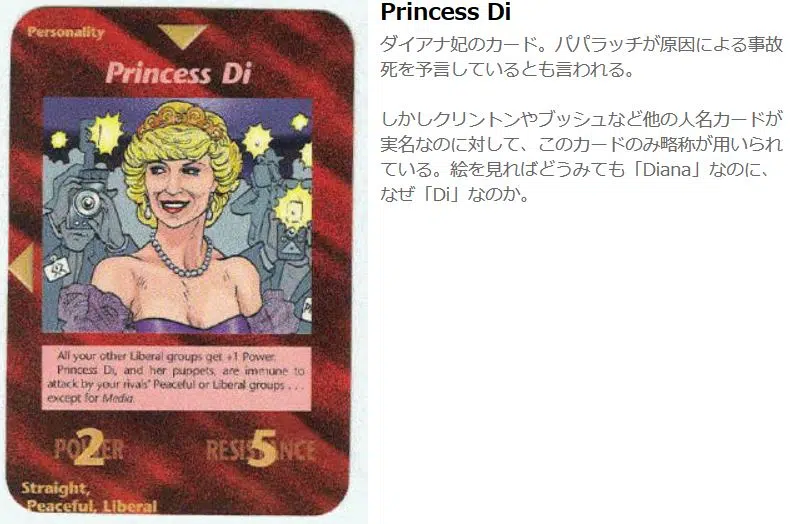 Personality
Princess Di
All your other Liberal groups get +1 Power.
Princess Di, and her puppets, are immune to
attack by your rivals' Peaceful or Liberal groups . . .
except for Media.
POWER 2
RESISTANCE 5
Straight,
Peaceful, Liberal
Princess Di
ダイアナ妃のカード。パパラッチが原因による事故
死を予言しているとも言われる。
しかしクリントンやブッシュなど他の人名カードが
実名なのに対して、このカードのみ略称が用いられ
ている。絵を見ればどうみても「Diana」なのに、
なぜ「Di」なのか。